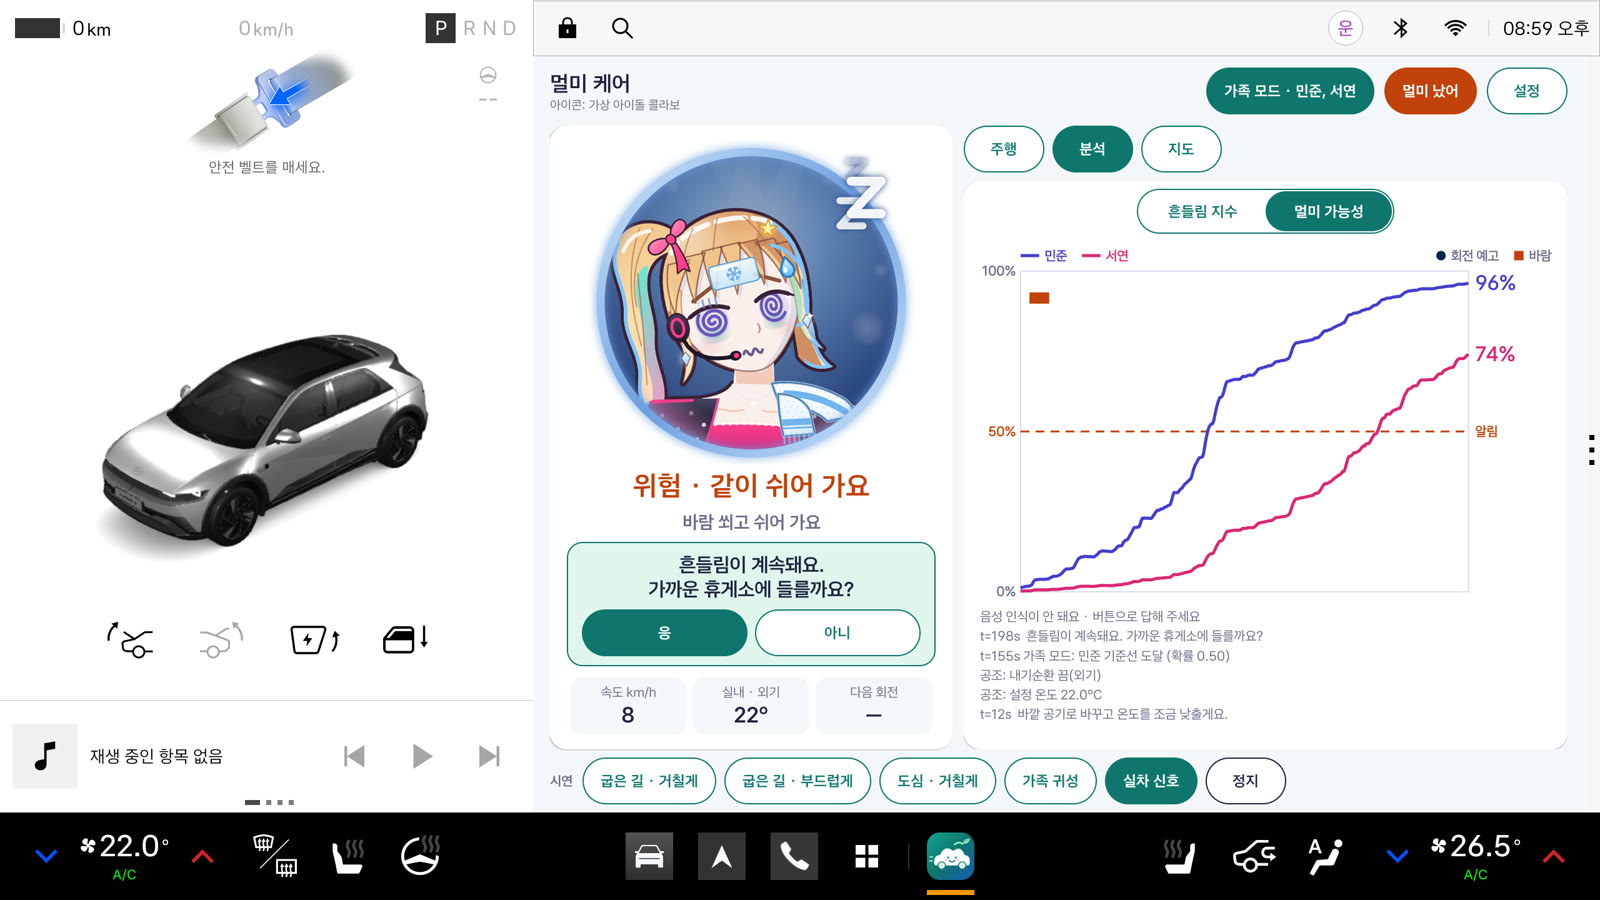 0 km
0 km/h
P R N D
--
안전 벨트를 매세요.
재생 중인 항목 없음
운
08:59 오후
멀미 케어
아이콘: 가상 아이돌 콜라보
가족 모드 · 민준, 서연
멀미 났어
설정
주행
분석
지도
위험 · 같이 쉬어 가요
바람 쐬고 쉬어 가요
흔들림이 계속돼요.
가까운 휴게소에 들를까요?
응
아니
속도 km/h
8
실내 · 외기
22°
다음 회전
—
흔들림 지수
멀미 가능성
민준
서연
회전 예고
바람
100%
96%
74%
50%
알림
0%
음성 인식이 안 돼요 · 버튼으로 답해 주세요
t=198s 흔들림이 계속돼요. 가까운 휴게소에 들를까요?
t=155s 가족 모드: 민준 기준선 도달 (확률 0.50)
공조: 내기순환 끔(외기)
공조: 설정 온도 22.0°C
t=12s 바깥 공기로 바꾸고 온도를 조금 낮출게요.
시연
굽은 길 · 거칠게
굽은 길 · 부드럽게
도심 · 거칠게
가족 귀성
실차 신호
정지
22.0°
A/C
A
26.5°
A/C